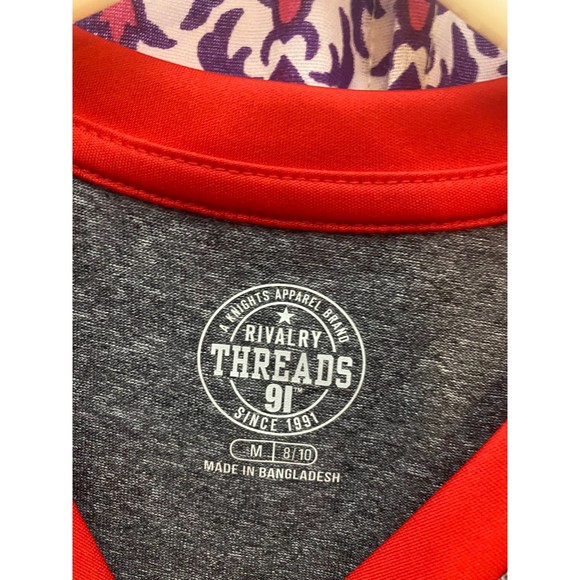 A KNIGHTS APPAREL BRAND
RIVALRY
THREADS
91™
SINCE 1991
M 8/10
MADE IN BANGLADESH